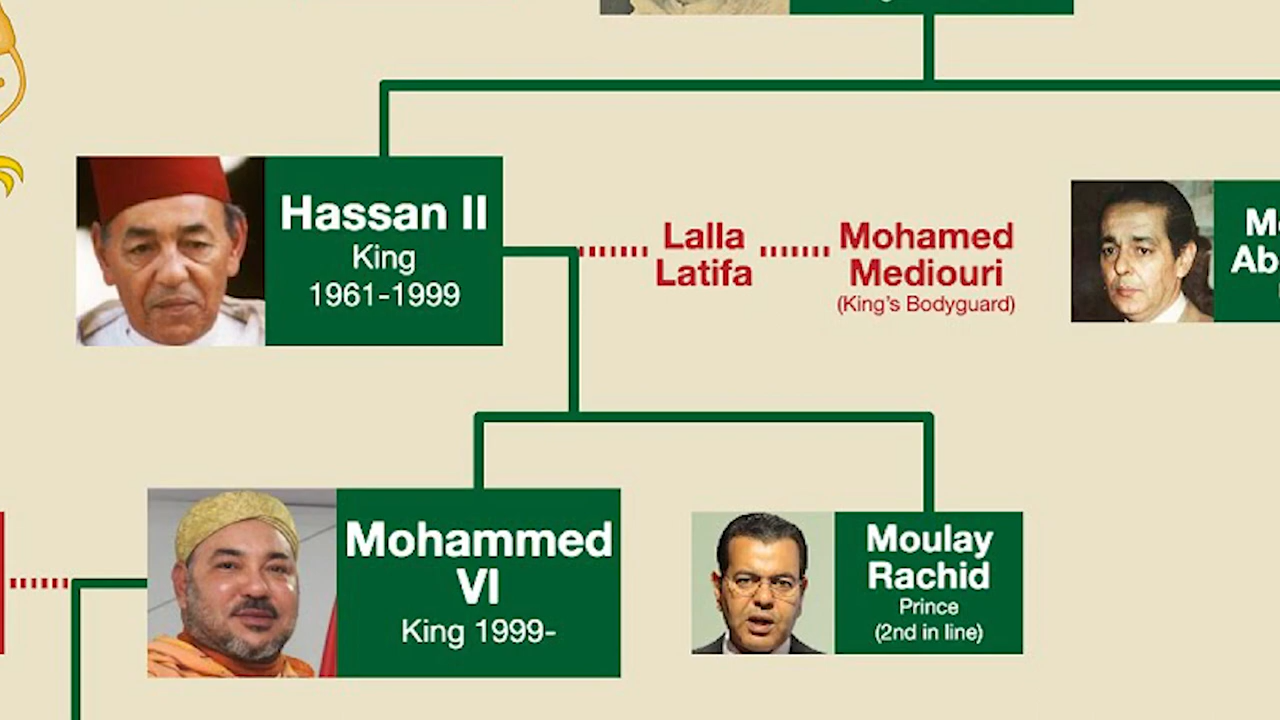 Hassan II
King
1961-1999
Lalla
Latifa
Mohamed
Mediouri
(King's Bodyguard)
Mohammed
VI
King 1999-
Moulay
Rachid
Prince
(2nd in line)